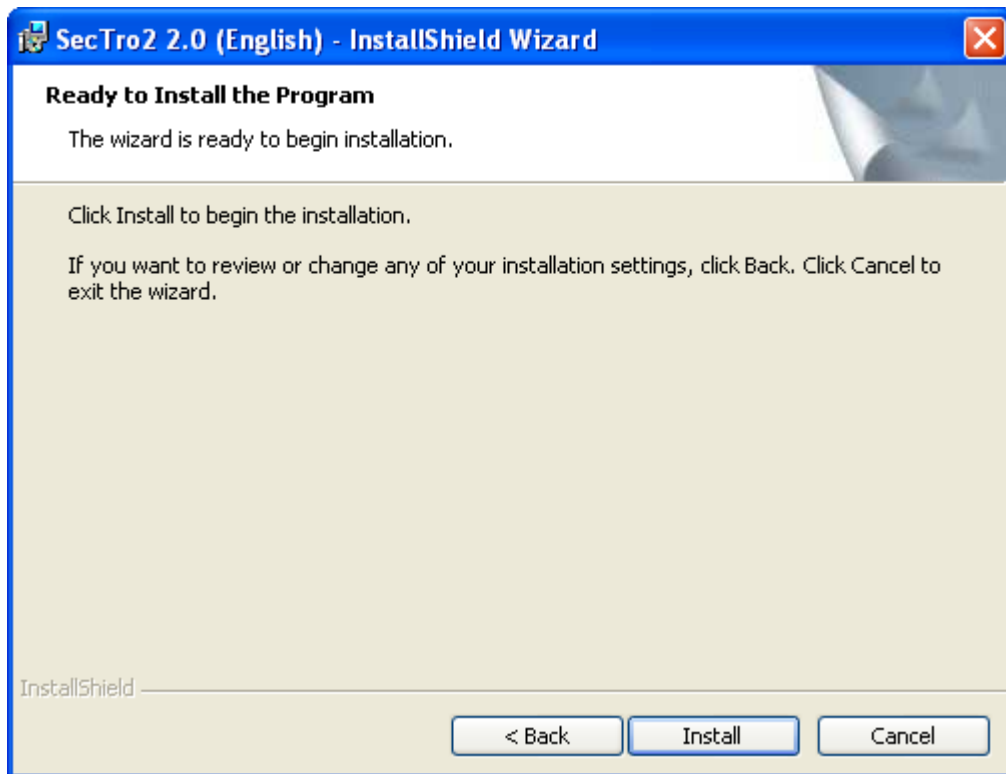 SecTro2 2.0 (English) - InstallShield Wizard
Ready to Install the Program
The wizard is ready to begin installation.
Click Install to begin the installation.
If you want to review or change any of your installation settings, click Back. Click Cancel to
exit the wizard.
InstallShield
< Back
Install
Cancel